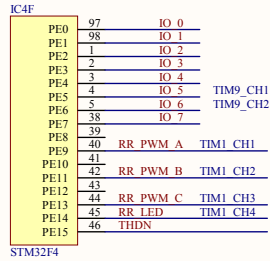 IC4F
PE0 97 IO_0
PE1 98 IO_1
PE2 1 IO_2
PE3 2 IO_3
PE4 3 IO_4
PE5 4 IO_5 TIM9_CH1
PE6 5 IO_6 TIM9_CH2
PE7 38 IO_7
PE8 39
PE9 40 RR_PWM_A TIM1_CH1
PE10 41
PE11 42 RR_PWM_B TIM1_CH2
PE12 43
PE13 44 RR_PWM_C TIM1_CH3
PE14 45 RR_LED TIM1_CH4
PE15 46 THDN
STM32F4